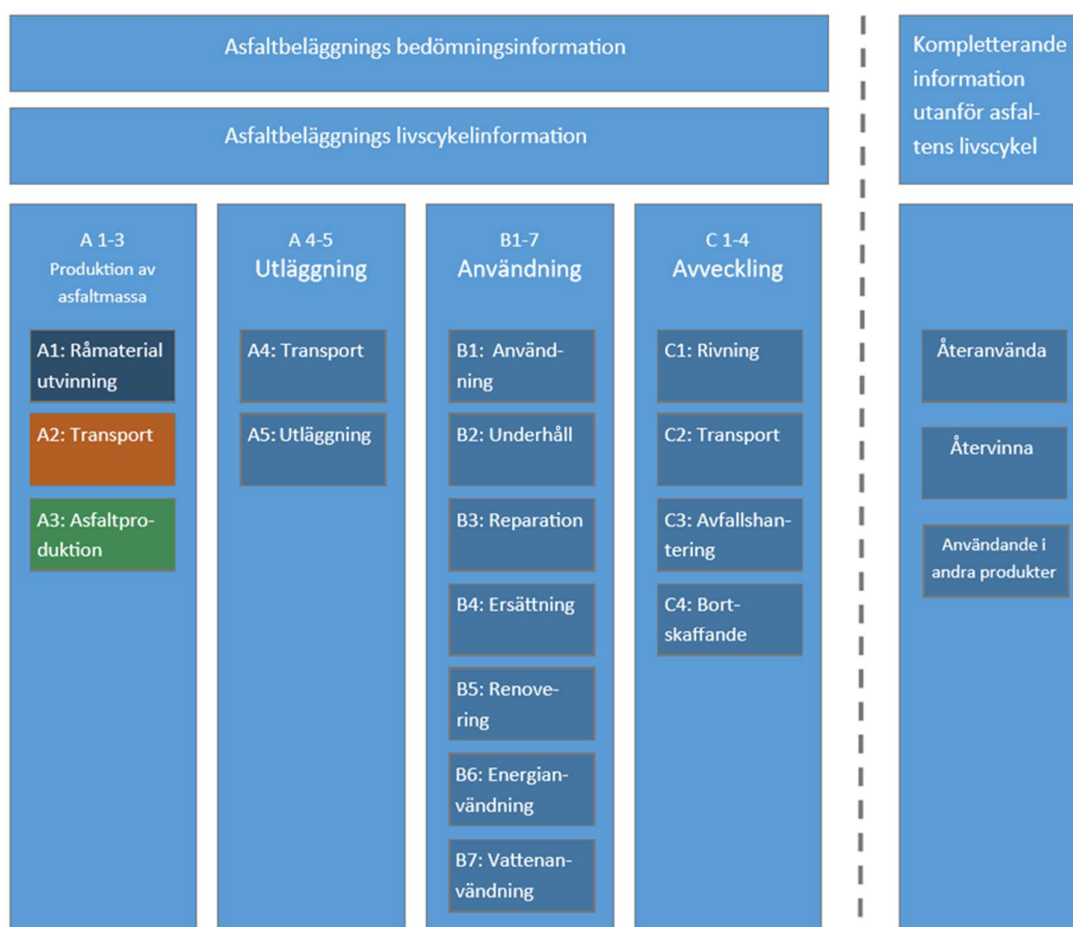 Asfaltbeläggnings bedömningsinformation
Asfaltbeläggnings livscykelinformation
Kompletterande
information
utanför asfal-
tens livscykel
A 1-3
Produktion av
asfaltmassa
A1: Råmaterial
utvinning
A2: Transport
A3: Asfaltpro-
duktion
A 4-5
Utläggning
A4: Transport
A5: Utläggning
B1-7
Användning
B1: Använd-
ning
B2: Underhåll
B3: Reparation
B4: Ersättning
B5: Renove-
ring
B6: Energian-
vändning
B7: Vattenan-
vändning
C 1-4
Avveckling
C1: Rivning
C2: Transport
C3: Avfallshan-
tering
C4: Bort-
skaffande
Återanvända
Återvinna
Användande i
andra produkter